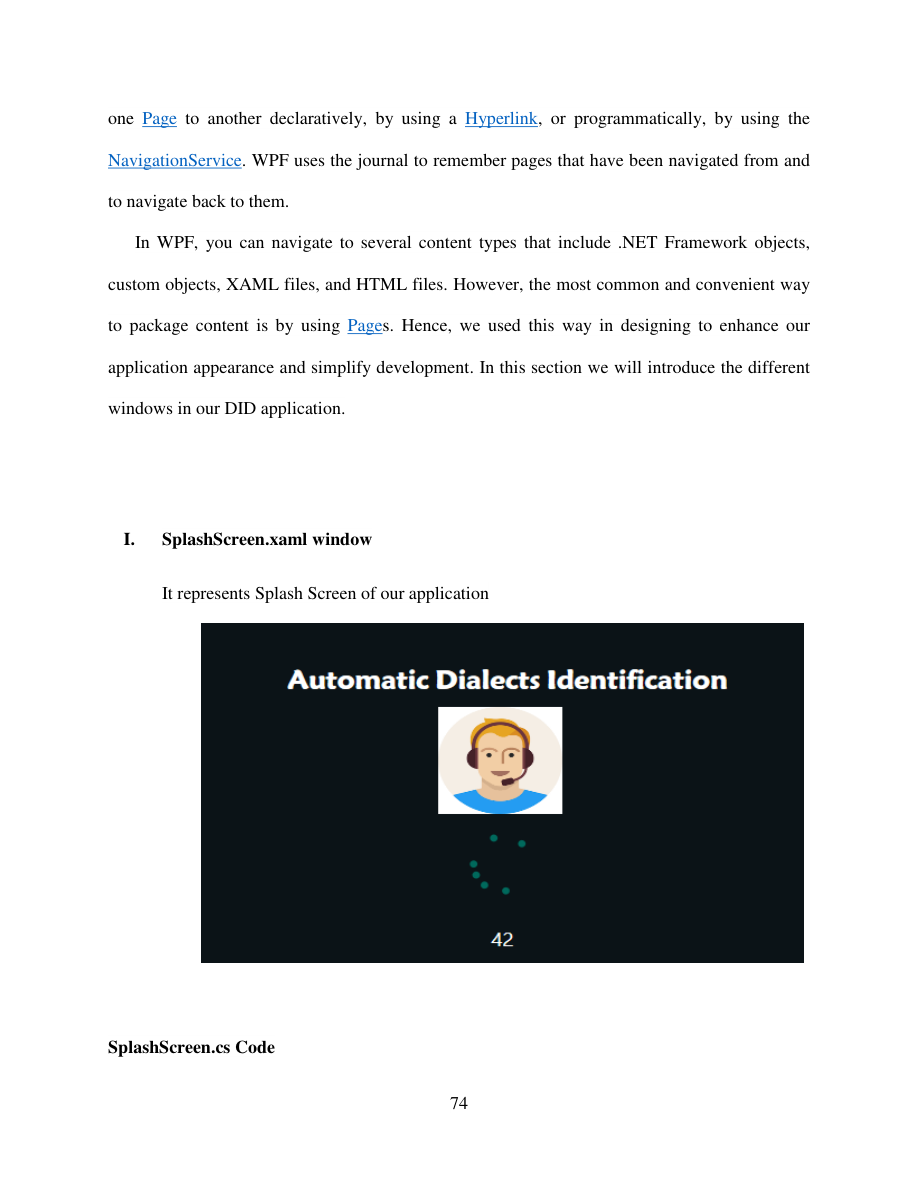 one Page to another declaratively, by using a Hyperlink, or programmatically, by using the
NavigationService. WPF uses the journal to remember pages that have been navigated from and
to navigate back to them.
In WPF, you can navigate to several content types that include .NET Framework objects,
custom objects, XAML files, and HTML files. However, the most common and convenient way
to package content is by using Pages. Hence, we used this way in designing to enhance our
application appearance and simplify development. In this section we will introduce the different
windows in our DID application.
I. SplashScreen.xaml window
It represents Splash Screen of our application
Automatic Dialects Identification
42
SplashScreen.cs Code
74